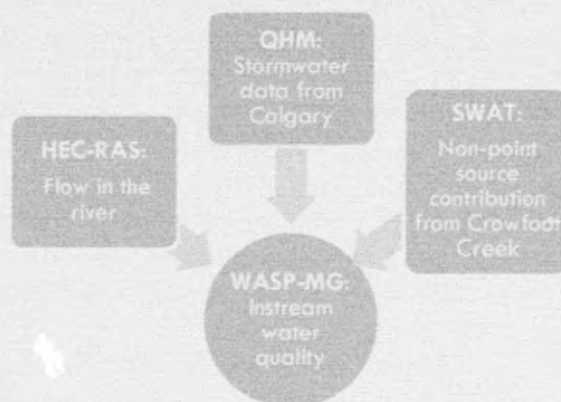 QHM:
Stormwater
data from
Calgary
HEC-RAS:
Flow in the
river
SWAT:
Non-point
source
contribution
from Crowfoot
Creek
WASP-MG:
Instream
water
quality